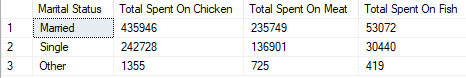 Marital Status Total Spent On Chicken Total Spent On Meat Total Spent On Fish
1 Married 435946 235749 53072
2 Single 242728 136901 30440
3 Other 1355 725 419